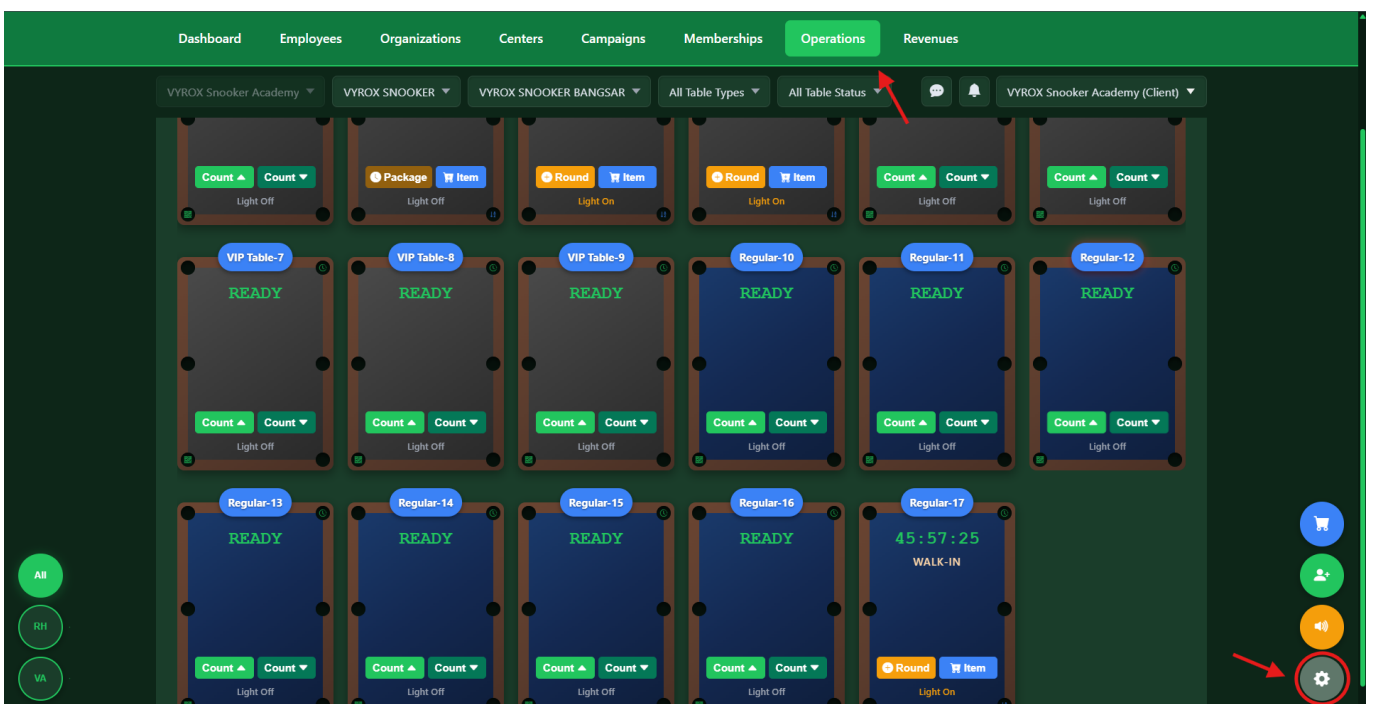 Dashboard Employees Organizations Centers Campaigns Memberships Operations Revenues
VYROX Snooker Academy VYROX SNOOKER VYROX SNOOKER BANGSAR All Table Types All Table Status VYROX Snooker Academy (Client)
Count Count Package Item Round Item Round Item Count Count Count Count
Light Off Light Off Light On Light On Light Off Light Off
VIP Table-7 VIP Table-8 VIP Table-9 Regular-10 Regular-11 Regular-12
READY READY READY READY READY READY
Count Count Count Count Count Count Count Count Count Count Count Count
Light Off Light Off Light Off Light Off Light Off Light Off
Regular-13 Regular-14 Regular-15 Regular-16 Regular-17
READY READY READY READY 45:57:25
WALK-IN
All
RH
Count Count Count Count Count Count Count Count Round Item
VA
Light Off Light Off Light Off Light Off Light On